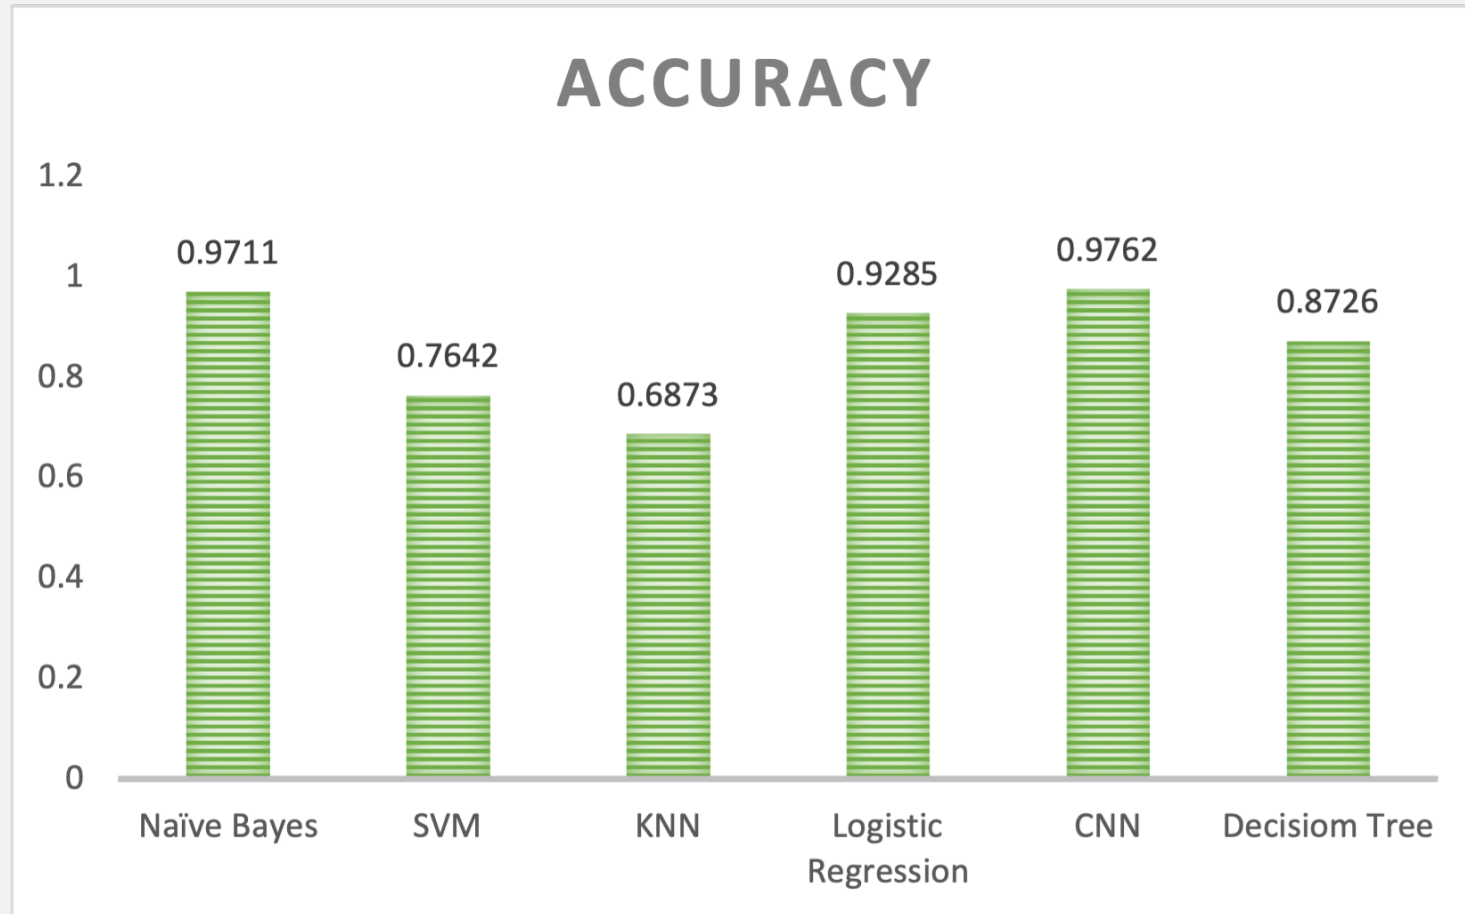 ACCURACY
1.2
1
0.8
0.6
0.4
0.2
0
0.9711
0.7642
0.6873
0.9285
0.9762
0.8726
Naïve Bayes
SVM
KNN
Logistic
Regression
CNN
Decisiom Tree